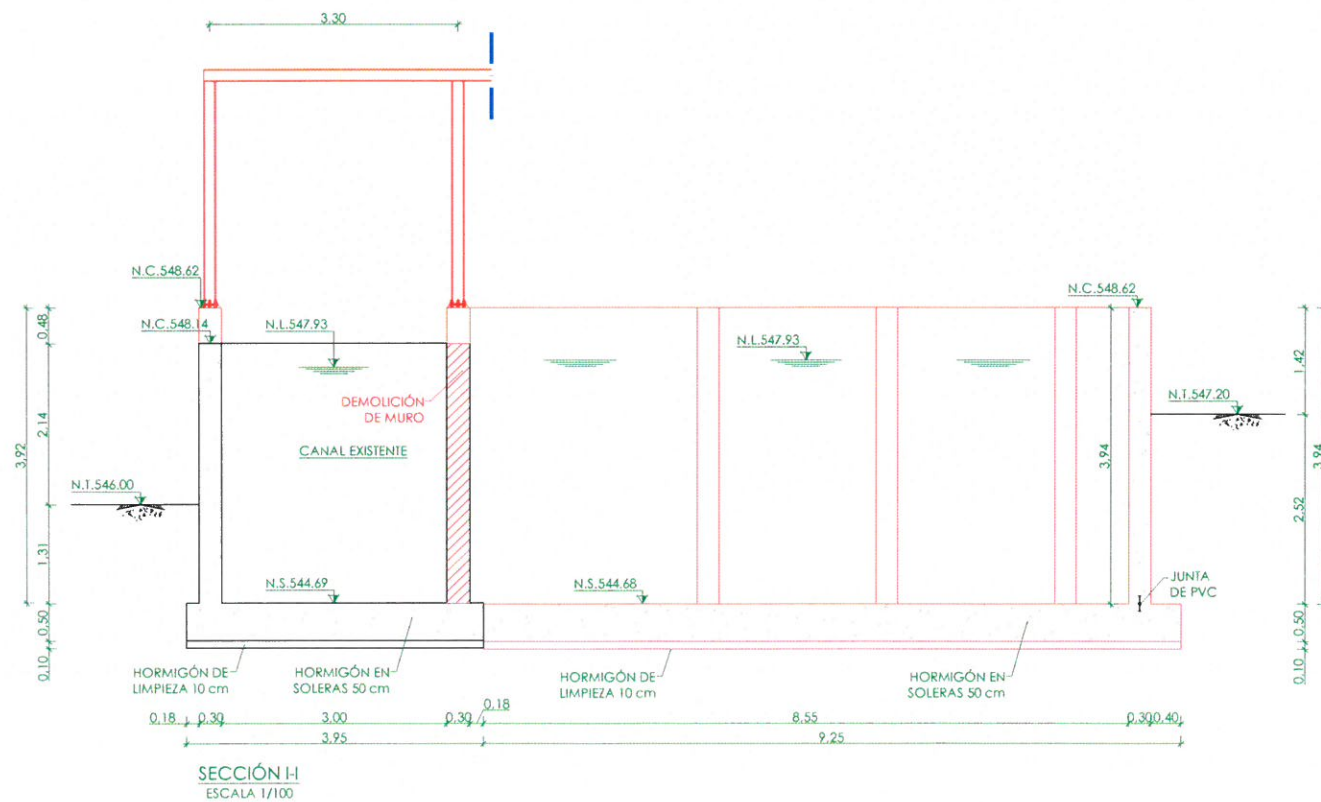 3.30
N.C.548.62
N.C.548.62
N.C.548.14
N.L.547.93
N.L.547.93
0,48
1,42
DEMOLICIÓN
DE MURO
N.T.547.20
2,14
3,92
CANAL EXISTENTE
3,94
3,94
N.T.546.00
2,52
1,31
N.S.544.69
N.S.544.68
JUNTA
DE PVC
0,50
0,50
0,10
0,10
HORMIGÓN DE
LIMPIEZA 10 cm
HORMIGÓN EN
SOLERAS 50 cm
HORMIGÓN DE
LIMPIEZA 10 cm
HORMIGÓN EN
SOLERAS 50 cm
0,18
0,30
3.00
0,30
0,18
8.55
0,30
0,40
3.95
9.25
SECCIÓN I-I
ESCALA 1/100